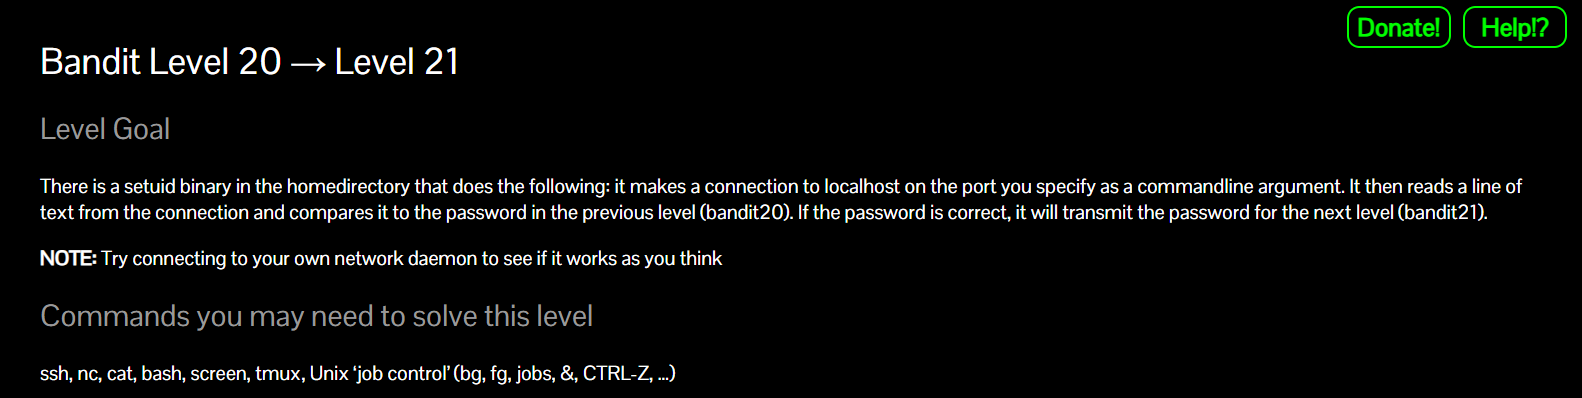 Donate! Help!?
Bandit Level 20 → Level 21
Level Goal
There is a setuid binary in the homedirectory that does the following: it makes a connection to localhost on the port you specify as a commandline argument. It then reads a line of
text from the connection and compares it to the password in the previous level (bandit20). If the password is correct, it will transmit the password for the next level (bandit21).
NOTE: Try connecting to your own network daemon to see if it works as you think
Commands you may need to solve this level
ssh, nc, cat, bash, screen, tmux, Unix ‘job control’ (bg, fg, jobs, &, CTRL-Z, …)